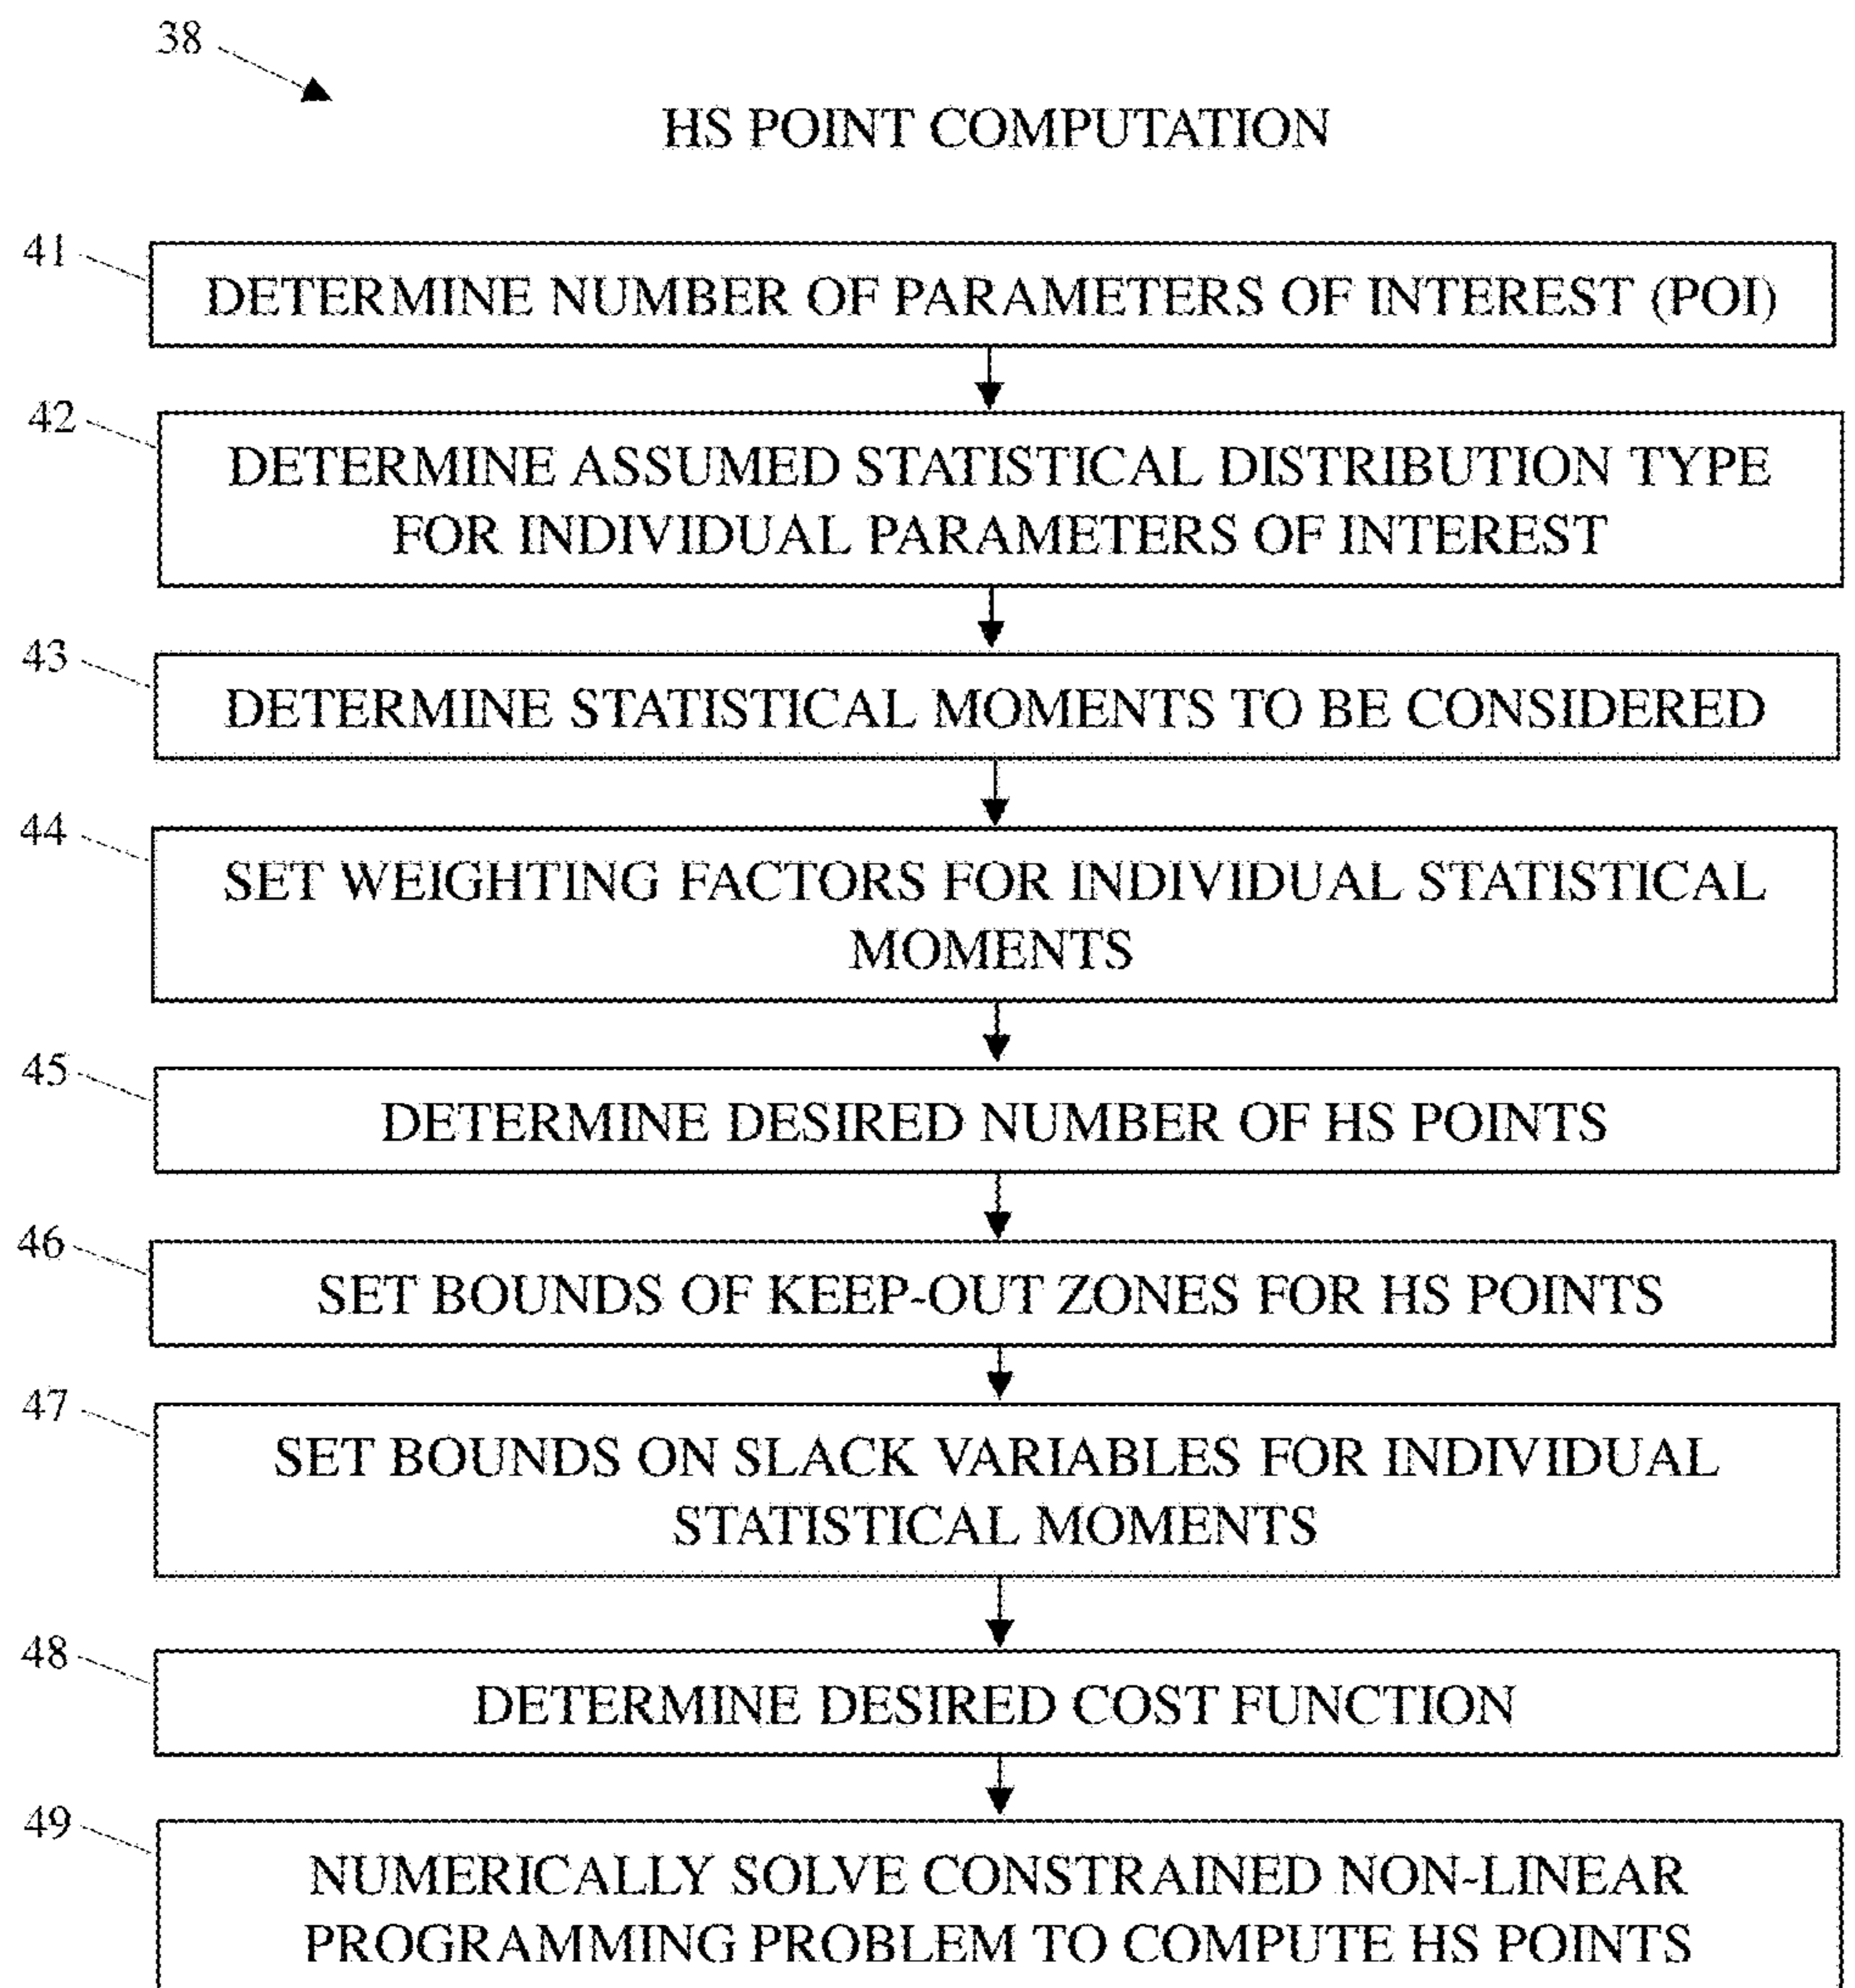 38
HS POINT COMPUTATION
41
DETERMINE NUMBER OF PARAMETERS OF INTEREST (POI)
42
DETERMINE ASSUMED STATISTICAL DISTRIBUTION TYPE
FOR INDIVIDUAL PARAMETERS OF INTEREST
43
DETERMINE STATISTICAL MOMENTS TO BE CONSIDERED
44
SET WEIGHTING FACTORS FOR INDIVIDUAL STATISTICAL
MOMENTS
45
DETERMINE DESIRED NUMBER OF HS POINTS
46
SET BOUNDS OF KEEP-OUT ZONES FOR HS POINTS
47
SET BOUNDS ON SLACK VARIABLES FOR INDIVIDUAL
STATISTICAL MOMENTS
48
DETERMINE DESIRED COST FUNCTION
49
NUMERICALLY SOLVE CONSTRAINED NON-LINEAR
PROGRAMMING PROBLEM TO COMPUTE HS POINTS